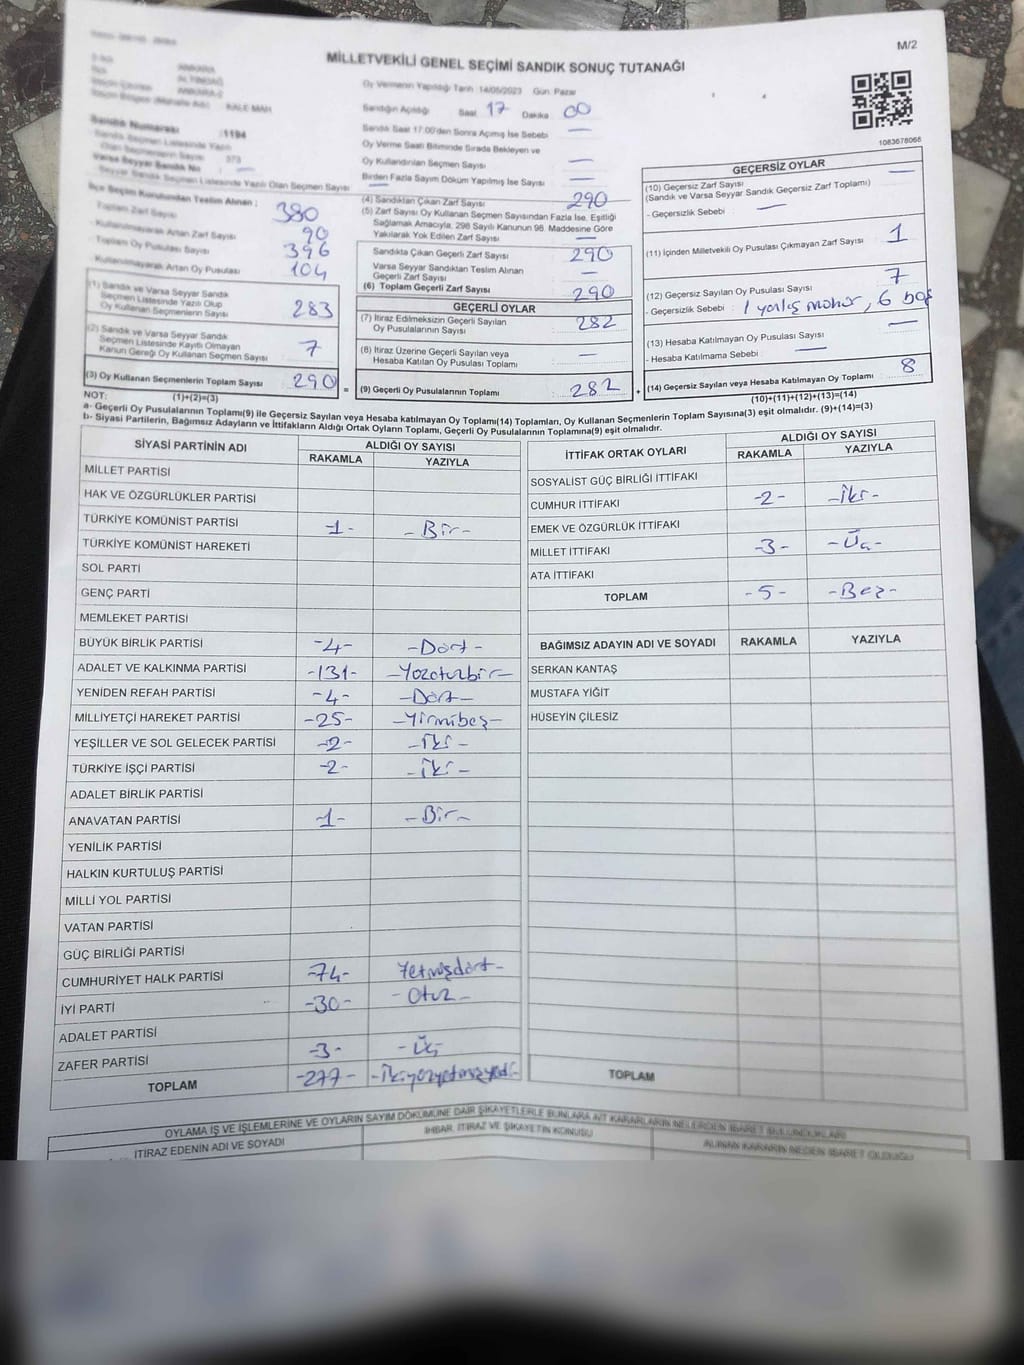 M/2
MİLLETVEKİLİ GENEL SEÇİMİ SANDIK SONUÇ TUTANAĞI
ANKARA
ALTINDAĞ
ANKARA-2
KALE MAH
Sandık Numarası :1194
Oy Vermenin Yapıldığı Tarih :14/05/2023 Gün: Pazar
Sandığın Açıldığı Saat 17 Dakika 00
Sandık Saat 17.00'den Sonra Açılmış İse Sebebi —
Oy Verme Saati Bitiminde Sırada Bekleyen ve
Oy Kullandırılan Seçmen Sayısı —
Birden Fazla Sayım Döküm Yapılmış İse Sayısı —
1083678068
Sandık Seçmen Listesinde Yazılı
Olan Seçmenlerin Sayısı : 373
Varsa Seyyar Sandık No
Seyyar Sandık Seçmen Listesinde Yazılı Olan Seçmen Sayısı —
İlçe Seçim Kurulundan Teslim Alınan ;
Toplam Zarf Sayısı 380
- Kullanılmayarak Artan Zarf Sayısı 90
- Toplam Oy Pusulası Sayısı 396
- Kullanılmayarak Artan Oy Pusulası 104
(1) Sandık ve Varsa Seyyar Sandık
Seçmen Listesinde Yazılı Olup
Oy Kullanan Seçmenlerin Sayısı 283
(2) Sandık ve Varsa Seyyar Sandık
Seçmen Listesinde Kayıtlı Olmayan
Kanun Gereği Oy Kullanan Seçmen Sayısı 7
(3) Oy Kullanan Seçmenlerin Toplam Sayısı 290 =
(4) Sandıktan Çıkan Zarf Sayısı 290
(5) Zarf Sayısı Oy Kullanan Seçmen Sayısından Fazla İse, Eşitliği
Sağlamak Amacıyla, 298 Sayılı Kanunun 98. Maddesine Göre
Yakılarak Yok Edilen Zarf Sayısı —
Sandıkta Çıkan Geçerli Zarf Sayısı 290
Varsa Seyyar Sandıktan Teslim Alınan
Geçerli Zarf Sayısı —
(6) Toplam Geçerli Zarf Sayısı 290
GEÇERLİ OYLAR
(7) İtiraz Edilmeksizin Geçerli Sayılan
Oy Pusulalarının Sayısı 282
(8) İtiraz Üzerine Geçerli Sayılan veya
Hesaba Katılan Oy Pusulası Toplamı —
(9) Geçerli Oy Pusulalarının Toplamı 282 +
GEÇERSİZ OYLAR
(10) Geçersiz Zarf Sayısı —
(Sandık ve Varsa Seyyar Sandık Geçersiz Zarf Toplamı)
- Geçersizlik Sebebi : —
(11) İçinden Milletvekili Oy Pusulası Çıkmayan Zarf Sayısı 1
(12) Geçersiz Sayılan Oy Pusulası Sayısı 7
- Geçersizlik Sebebi : 1 yanlış mühür, 6 boş
(13) Hesaba Katılmayan Oy Pusulası Sayısı —
- Hesaba Katılmama Sebebi : —
(14) Geçersiz Sayılan veya Hesaba Katılmayan Oy Toplamı 8
NOT: (1)+(2)=(3) (10)+(11)+(12)+(13)=(14)
a- Geçerli Oy Pusulalarının Toplamı(9) ile Geçersiz Sayılan veya Hesaba katılmayan Oy Toplamı(14) Toplamları, Oy Kullanan Seçmenlerin Toplam Sayısına(3) eşit olmalıdır. (9)+(14)=(3)
b- Siyasi Partilerin, Bağımsız Adayların ve İttifakların Aldığı Ortak Oyların Toplamı, Geçerli Oy Pusulalarının Toplamına(9) eşit olmalıdır.
SİYASİ PARTİNİN ADI ALDIĞI OY SAYISI
RAKAMLA YAZIYLA
MİLLET PARTİSİ
HAK VE ÖZGÜRLÜKLER PARTİSİ
TÜRKİYE KOMÜNİST PARTİSİ -1- -Bir-
TÜRKİYE KOMÜNİST HAREKETİ
SOL PARTİ
GENÇ PARTİ
MEMLEKET PARTİSİ
BÜYÜK BİRLİK PARTİSİ -4- -Dört-
ADALET VE KALKINMA PARTİSİ -131- -Yüzotuzbir-
YENİDEN REFAH PARTİSİ -4- -Dört-
MİLLİYETÇİ HAREKET PARTİSİ -25- -Yirmibeş-
YEŞİLLER VE SOL GELECEK PARTİSİ -2- -İki-
TÜRKİYE İŞÇİ PARTİSİ -2- -İki-
ADALET BİRLİK PARTİSİ
ANAVATAN PARTİSİ -1- -Bir-
YENİLİK PARTİSİ
HALKIN KURTULUŞ PARTİSİ
MİLLİ YOL PARTİSİ
VATAN PARTİSİ
GÜÇ BİRLİĞİ PARTİSİ
CUMHURİYET HALK PARTİSİ -74- Yetmişdört-
İYİ PARTİ -30- -Otuz-
ADALET PARTİSİ
ZAFER PARTİSİ -3- -Üç-
TOPLAM -277- -İkiyüzyetmişyedi-
İTTİFAK ORTAK OYLARI ALDIĞI OY SAYISI
RAKAMLA YAZIYLA
SOSYALİST GÜÇ BİRLİĞİ İTTİFAKI
CUMHUR İTTİFAKI -2- -İki-
EMEK VE ÖZGÜRLÜK İTTİFAKI
MİLLET İTTİFAKI -3- -Üç-
ATA İTTİFAKI
TOPLAM -5- -Beş-
BAĞIMSIZ ADAYIN ADI VE SOYADI RAKAMLA YAZIYLA
SERKAN KANTAŞ
MUSTAFA YİĞİT
HÜSEYİN ÇİLESİZ
TOPLAM
OYLAMA İŞ VE İŞLEMLERİNE VE OYLARIN SAYIM DÖKÜMÜNE DAİR ŞİKAYETLERLE BUNLARA AİT KARARLARIN NELERDEN İBARET BULUNDUKLARI
İTİRAZ EDENİN ADI VE SOYADI İHBAR, İTİRAZ VE ŞİKAYETİN KONUSU ALINAN KARARIN NEDEN İBARET OLDUĞU